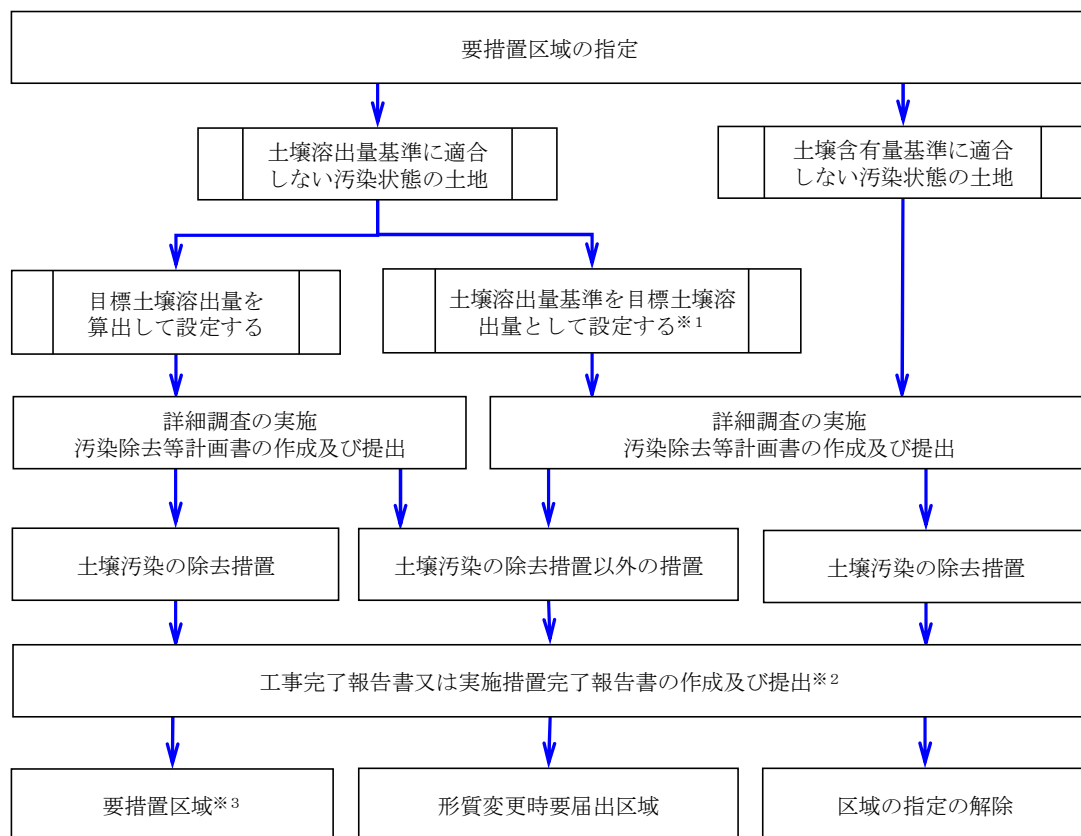 要措置区域の指定
土壌溶出量基準に適合
しない汚染状態の土地
土壌含有量基準に適合
しない汚染状態の土地
目標土壌溶出量を
算出して設定する
土壌溶出量基準を目標土壌溶
出量として設定する※1
詳細調査の実施
汚染除去等計画書の作成及び提出
詳細調査の実施
汚染除去等計画書の作成及び提出
土壌汚染の除去措置
土壌汚染の除去措置以外の措置
土壌汚染の除去措置
工事完了報告書又は実施措置完了報告書の作成及び提出※2
要措置区域※3
形質変更時要届出区域
区域の指定の解除